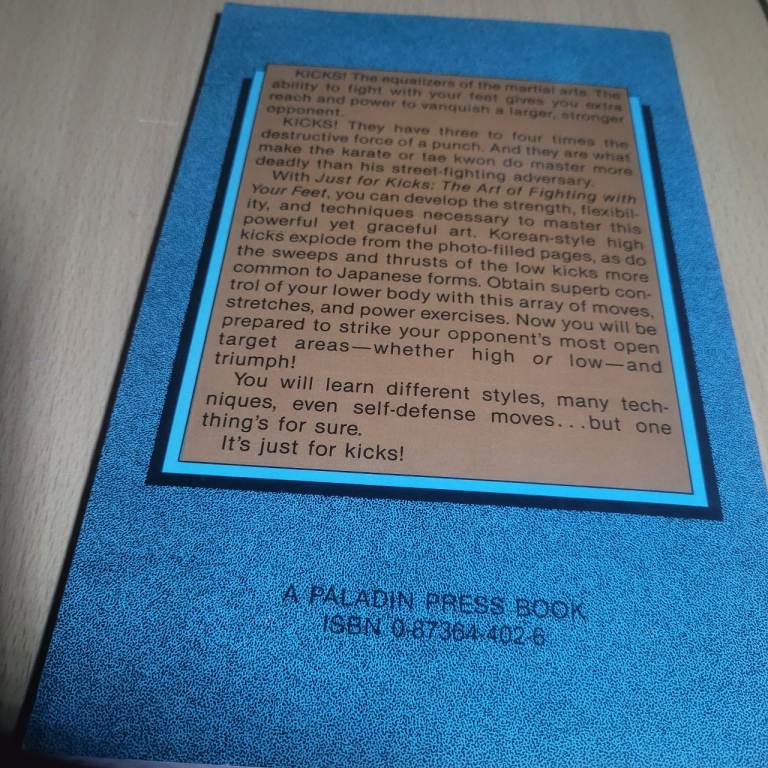 KICKS! The equalizers of the martial arts. The
ability to fight with your feet gives you extra
reach and power to vanquish a larger, stronger
opponent.
KICKS! They have three to four times the
destructive force of a punch. And they are what
make the karate or tae kwon do master more
deadly than his street-fighting adversary.
With Just for Kicks: The Art of Fighting with
Your Feet, you can develop the strength, flexibil-
ity, and techniques necessary to master this
powerful yet graceful art. Korean-style high
kicks explode from the photo-filled pages, as do
the sweeps and thrusts of the low kicks more
common to Japanese forms. Obtain superb con-
trol of your lower body with this array of moves,
stretches, and power exercises. Now you will be
prepared to strike your opponent's most open
target areas—whether high or low—and
triumph!
You will learn different styles, many tech-
niques, even self-defense moves...but one
thing's for sure.
It's just for kicks!
A PALADIN PRESS BOOK
ISBN 0-87364-402-6